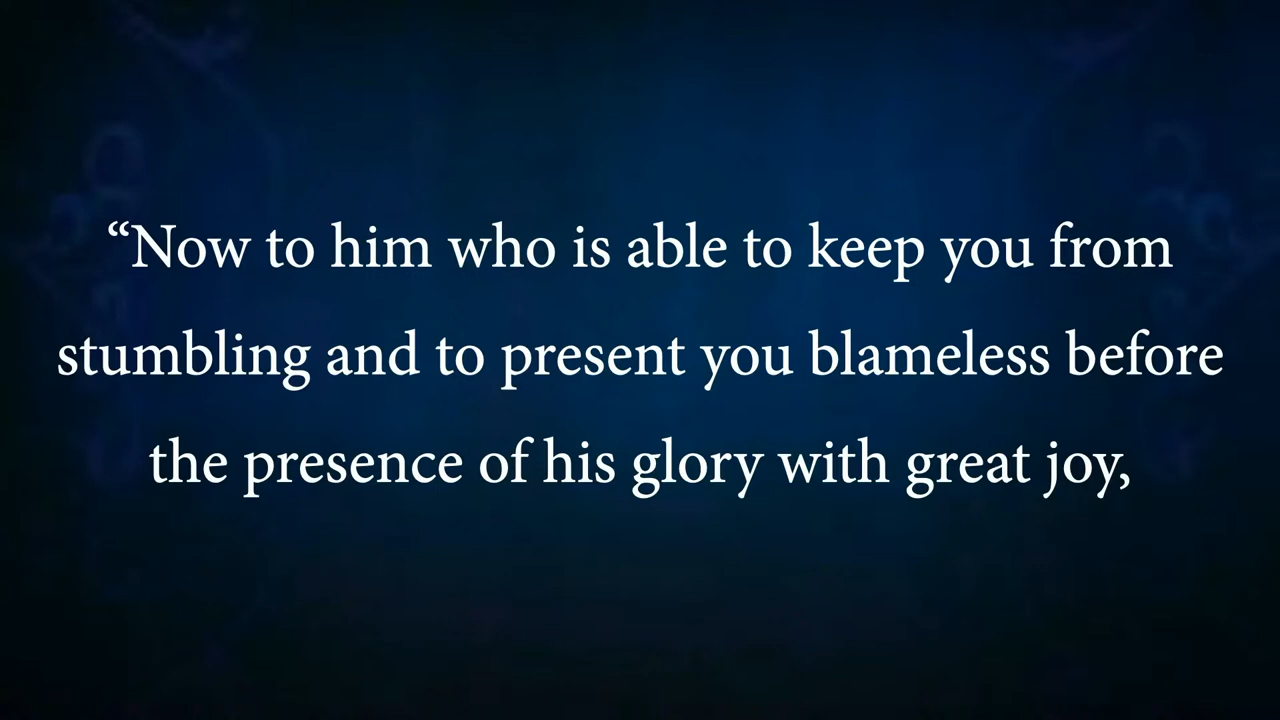 “Now to him who is able to keep you from
stumbling and to present you blameless before
the presence of his glory with great joy,